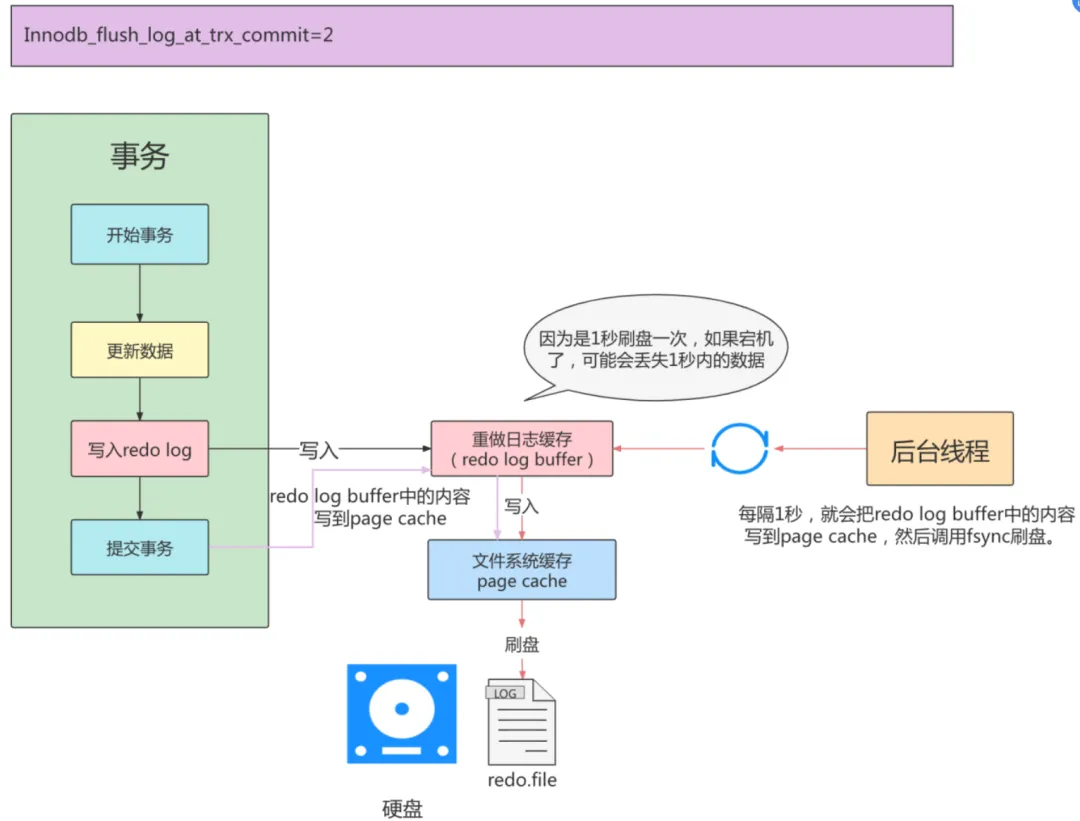 Innodb_flush_log_at_trx_commit=2
事务
开始事务
更新数据
写入redo log
提交事务
写入
redo log buffer中的内容
写到page cache
因为是1秒刷盘一次，如果宕机
了，可能会丢失1秒内的数据
重做日志缓存
（redo log buffer）
写入
文件系统缓存
page cache
刷盘
LOG
redo.file
硬盘
后台线程
每隔1秒，就会把redo log buffer中的内容
写到page cache，然后调用fsync刷盘。